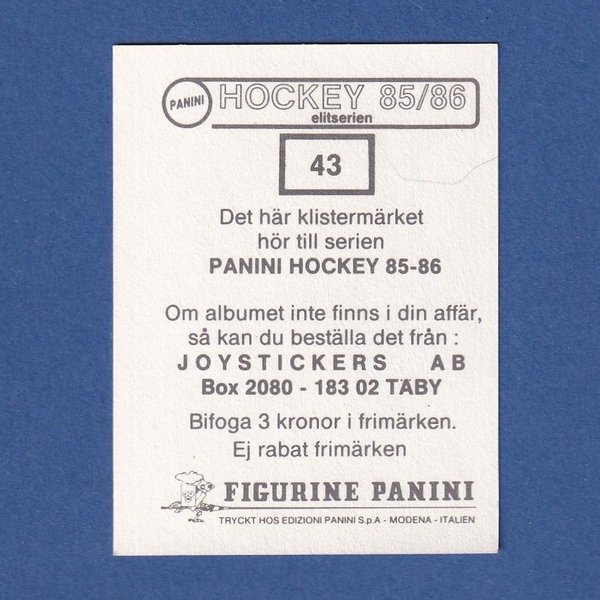 PANINI HOCKEY 85/86
elitserien
43
Det här klistermärket
hör till serien
PANINI HOCKEY 85-86
Om albumet inte finns i din affär,
så kan du beställa det från :
JOYSTICKERS AB
Box 2080 - 183 02 TÄBY
Bifoga 3 kronor i frimärken.
Ej rabat frimärken
FIGURINE PANINI
TRYCKT HOS EDIZIONI PANINI S.p.A - MODENA - ITALIEN